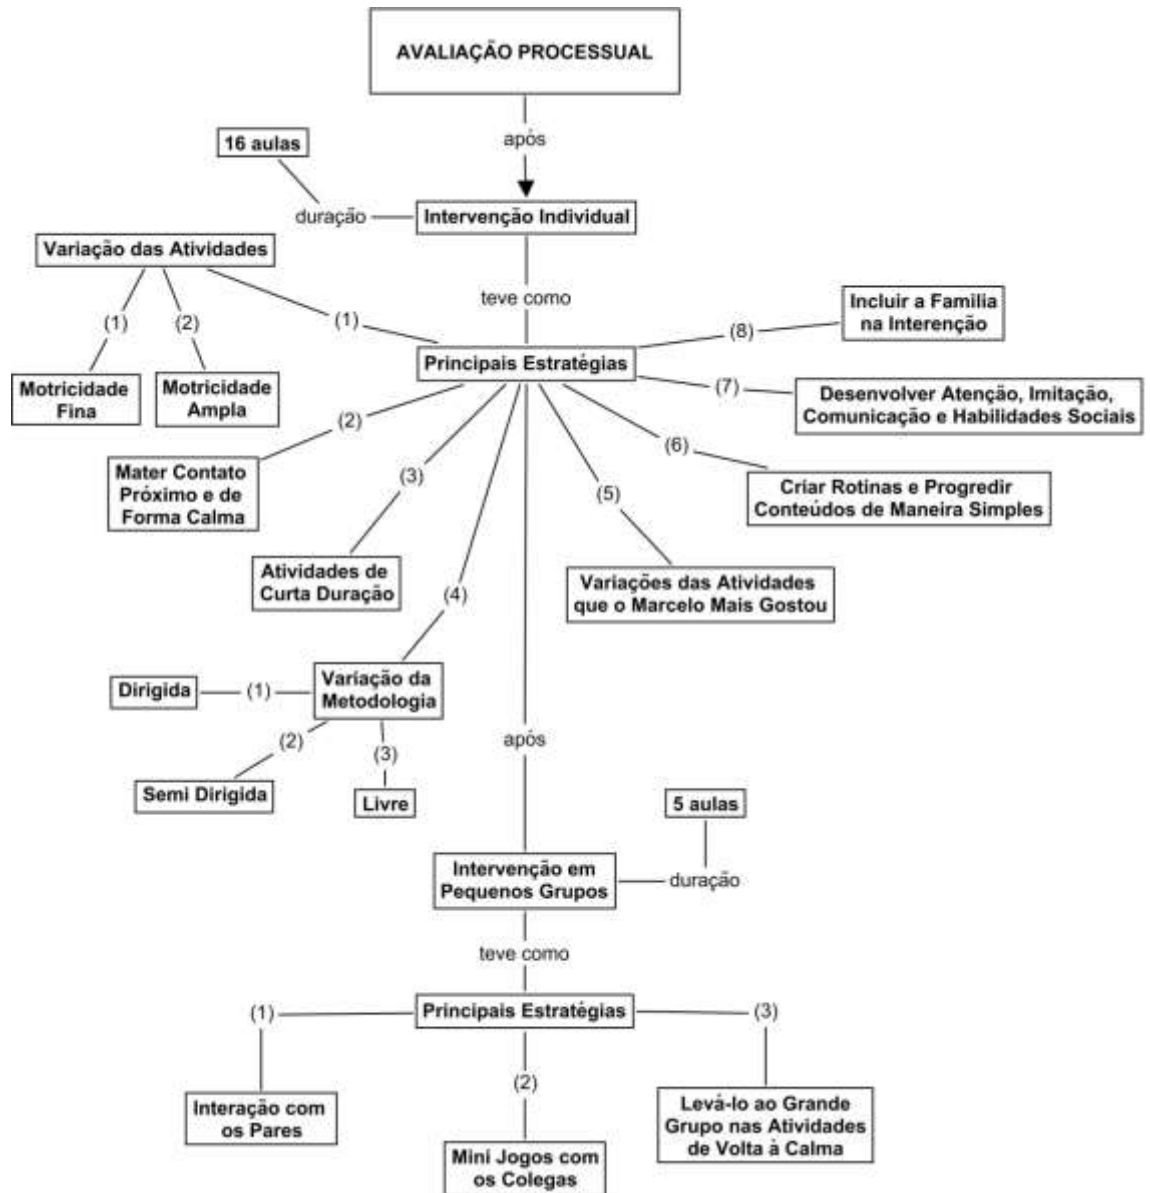 AVALIAÇÃO PROCESSUAL
após
16 aulas
duração
Intervenção Individual
Variação das Atividades
teve como
(1)
(2)
(1)
Motricidade
Fina
Motricidade
Ampla
Principais Estratégias
(8)
Incluir a Familia
na Interenção
(7)
Desenvolver Atenção, Imitação,
Comunicação e Habilidades Sociais
(2)
Mater Contato
Próximo e de
Forma Calma
(3)
(6)
Criar Rotinas e Progredir
Conteúdos de Maneira Simples
(5)
Atividades de
Curta Duração
(4)
Variações das Atividades
que o Marcelo Mais Gostou
Dirigida
(1)
Variação da
Metodologia
(2)
(3)
Semi Dirigida
Livre
após
5 aulas
Intervenção em
Pequenos Grupos
duração
teve como
Principais Estratégias
(1)
(3)
(2)
Interação com
os Pares
Mini Jogos com
os Colegas
Levá-lo ao Grande
Grupo nas Atividades
de Volta à Calma